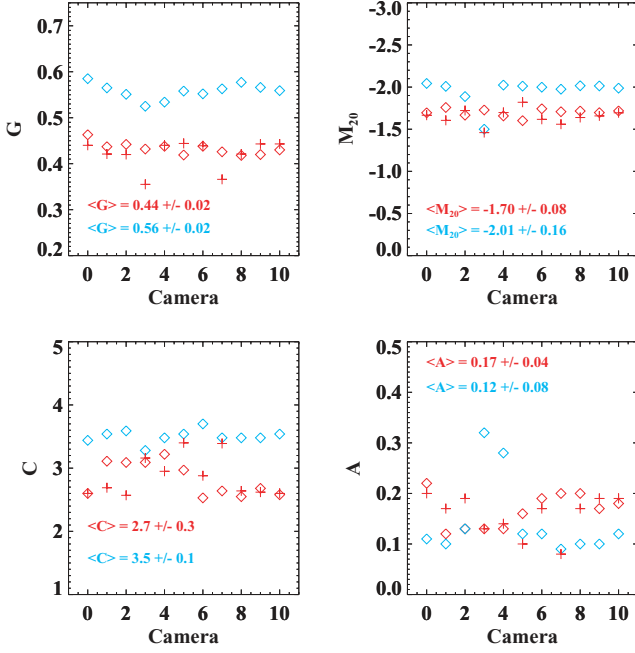 0.7
0.6
0.5
0.4
0.3
0.2
G
<G> = 0.44 +/- 0.02
<G> = 0.56 +/- 0.02
0 2 4 6 8 10
Camera
-3.0
-2.5
-2.0
-1.5
-1.0
-0.5
0.0
M20
<M20> = -1.70 +/- 0.08
<M20> = -2.01 +/- 0.16
0 2 4 6 8 10
Camera
5
4
3
2
1
C
<C> = 2.7 +/- 0.3
<C> = 3.5 +/- 0.1
0 2 4 6 8 10
Camera
0.5
0.4
0.3
0.2
0.1
0.0
A
<A> = 0.17 +/- 0.04
<A> = 0.12 +/- 0.08
0 2 4 6 8 10
Camera